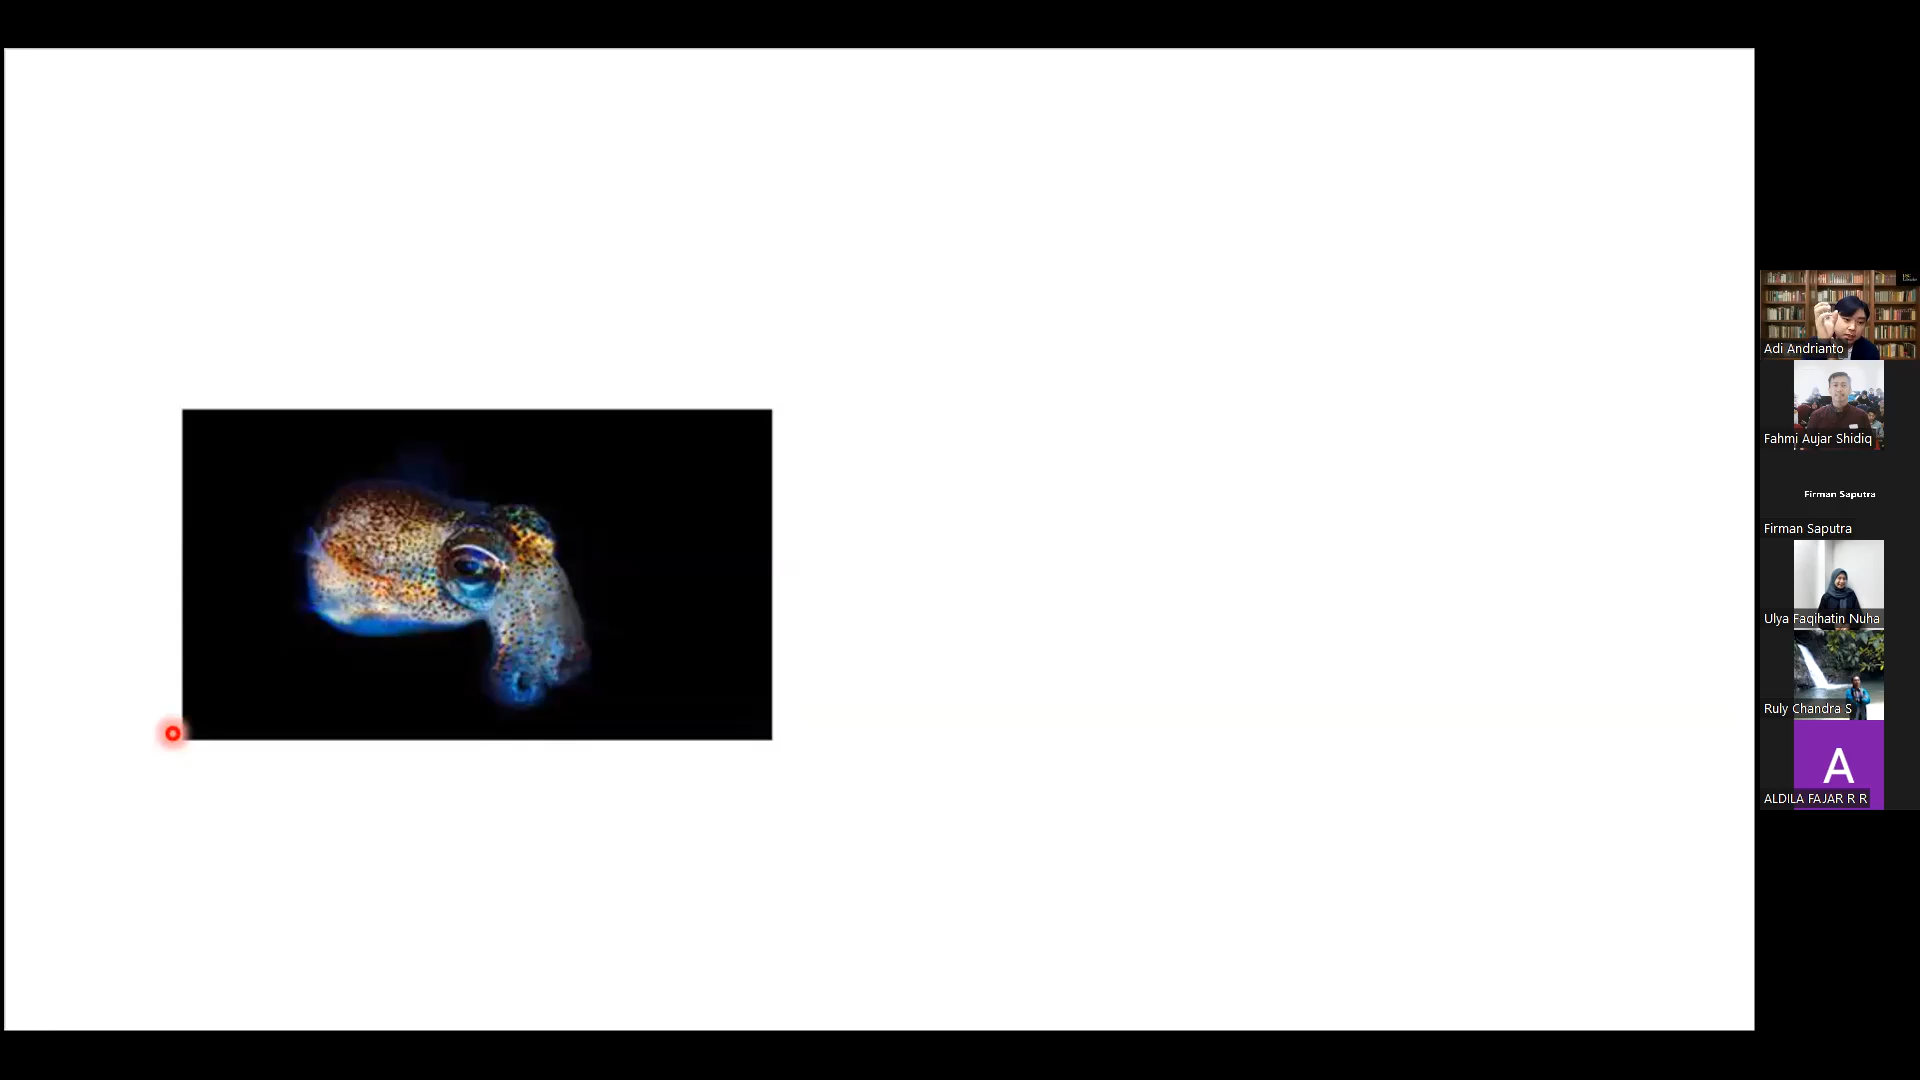 Adi Andrianto
Fahmi Aujar Shidiq
Firman Saputra
Firman Saputra
Ulya Faqihatin Nuha
Ruly Chandra S
A
ALDILA FAJAR R R